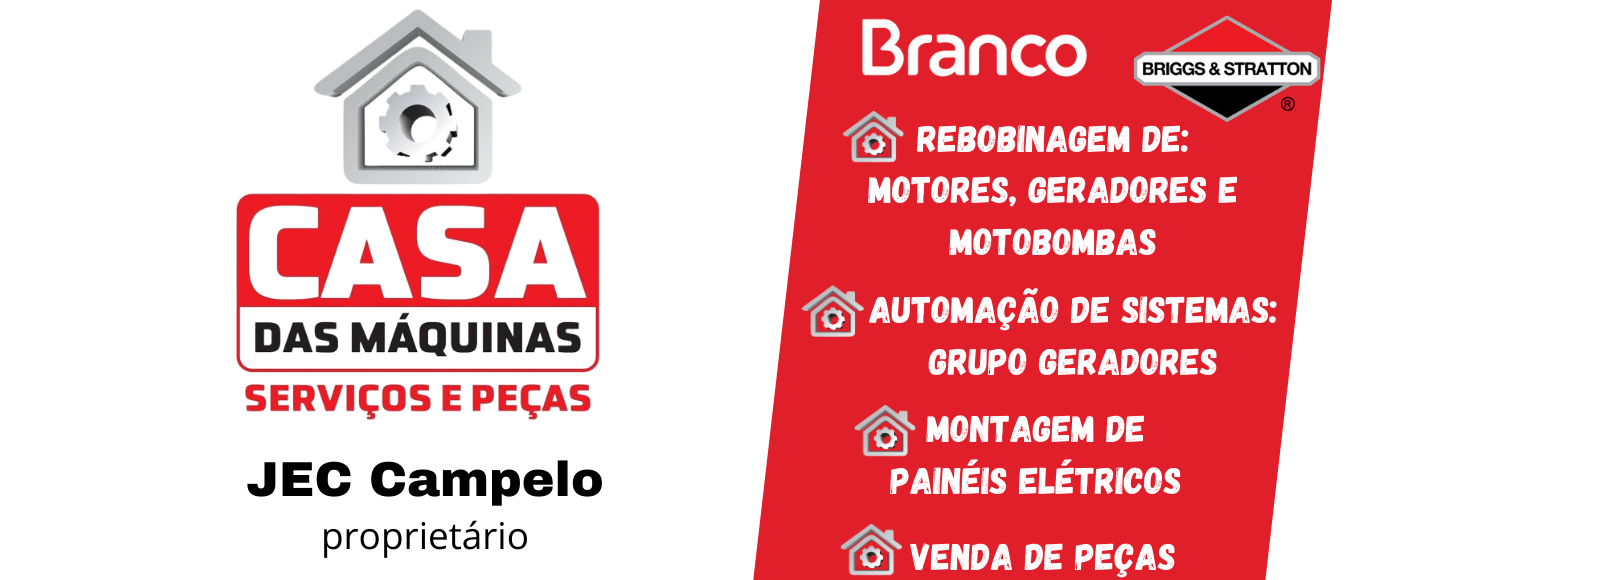 CASA
DAS MÁQUINAS
SERVIÇOS E PEÇAS
JEC Campelo
proprietário
Branco
BRIGGS & STRATTON
®
REBOBINAGEM DE:
MOTORES, GERADORES E
MOTOBOMBAS
AUTOMAÇÃO DE SISTEMAS:
GRUPO GERADORES
MONTAGEM DE
PAINÉIS ELÉTRICOS
VENDA DE PEÇAS